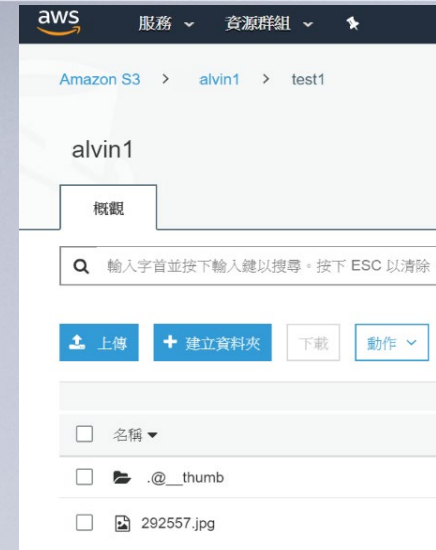 aws 服務 資源群組
Amazon S3 > alvin1 > test1
alvin1
概觀
輸入字首並按下輸入鍵以搜尋。按下 ESC 以清除
上傳 + 建立資料夾 下載 動作
名稱
.@__thumb
292557.jpg